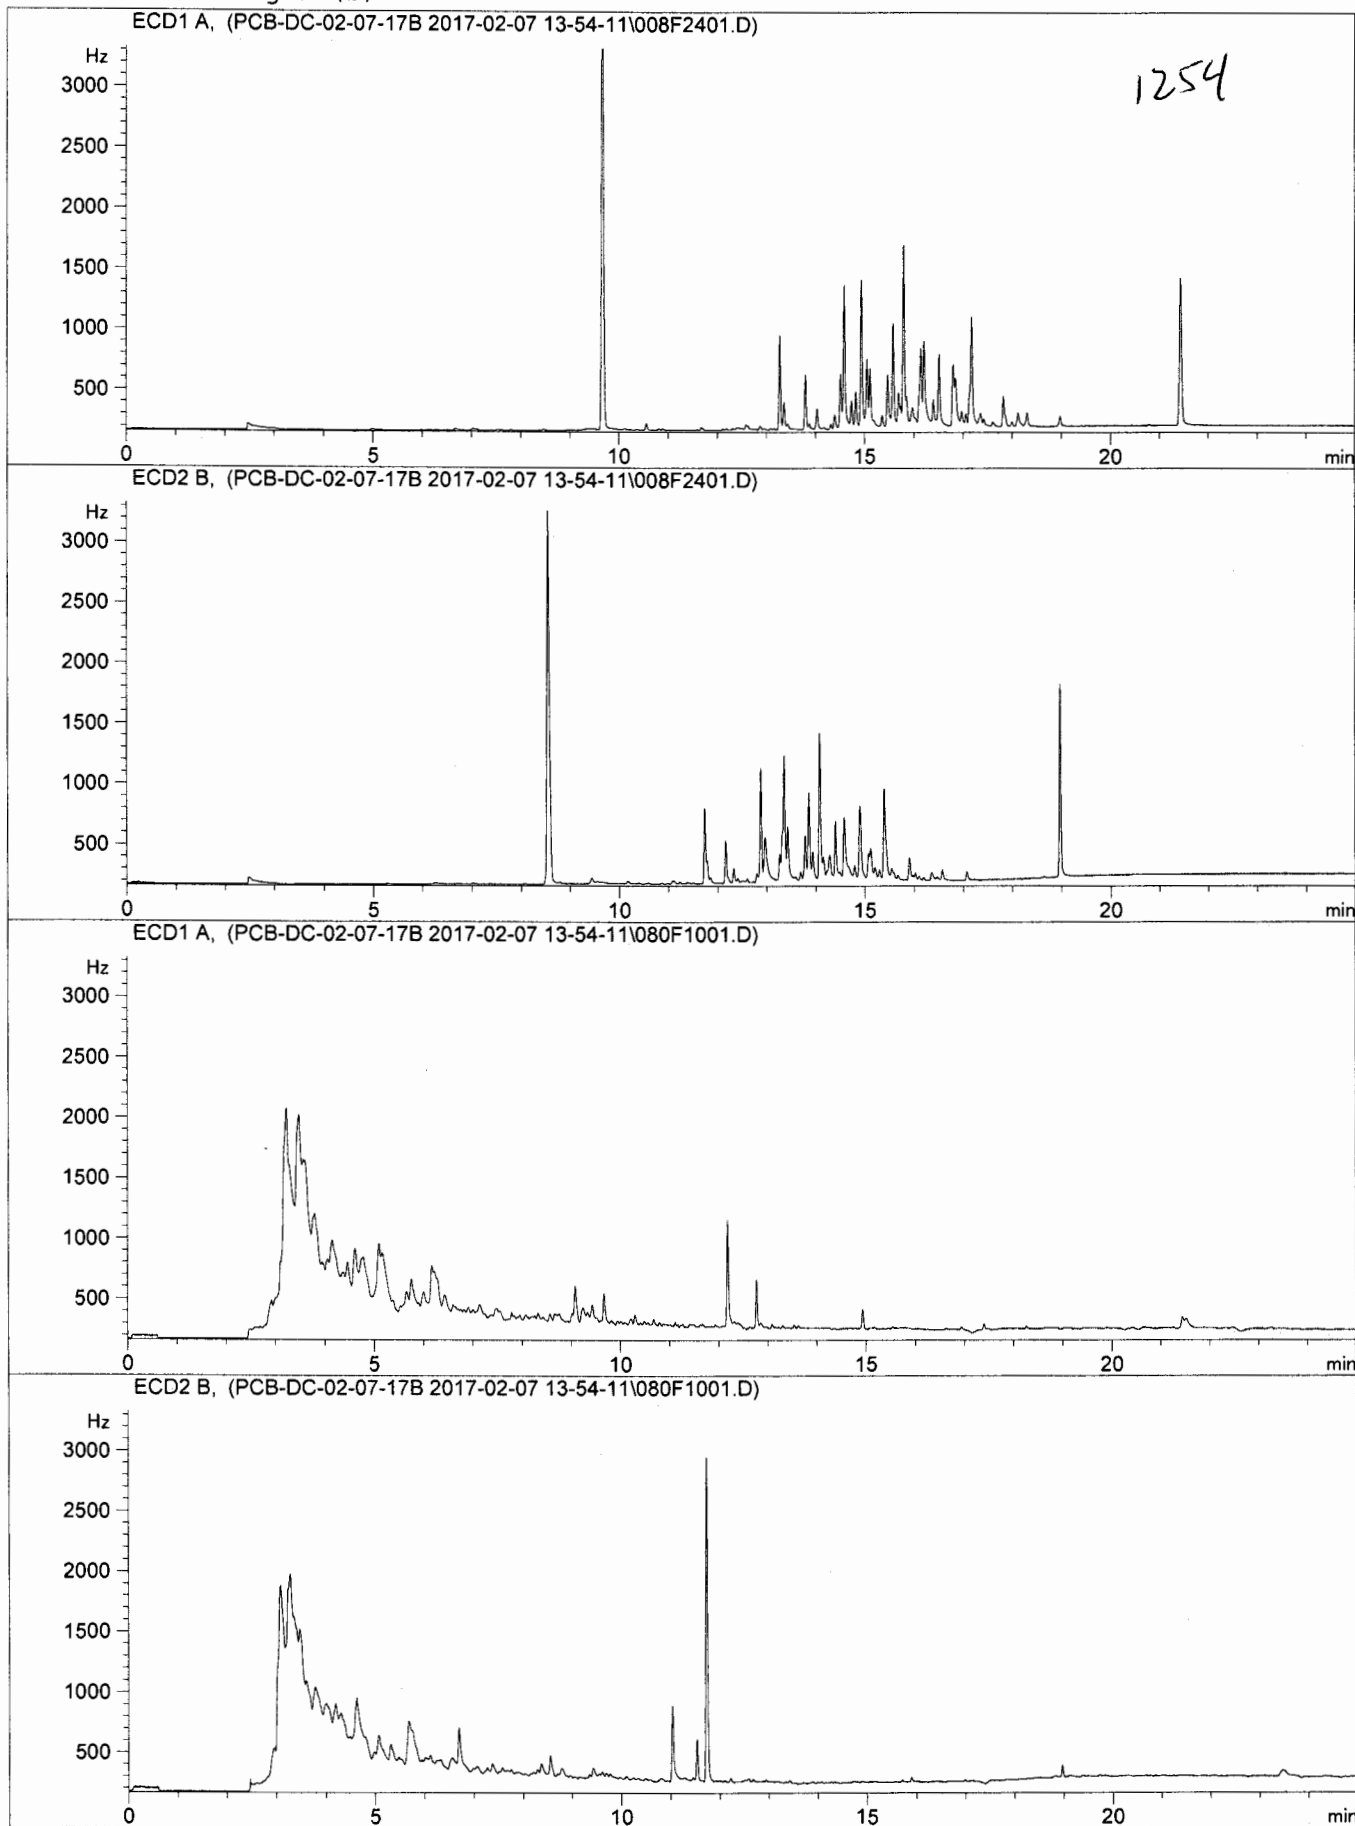 ECD1 A, (PCB-DC-02-07-17B 2017-02-07 13-54-11\008F2401.D)
Hz
1254
3000
2500
2000
1500
1000
500
0 5 10 15 20 min
ECD2 B, (PCB-DC-02-07-17B 2017-02-07 13-54-11\008F2401.D)
Hz
3000
2500
2000
1500
1000
500
0 5 10 15 20 min
ECD1 A, (PCB-DC-02-07-17B 2017-02-07 13-54-11\080F1001.D)
Hz
3000
2500
2000
1500
1000
500
0 5 10 15 20 min
ECD2 B, (PCB-DC-02-07-17B 2017-02-07 13-54-11\080F1001.D)
Hz
3000
2500
2000
1500
1000
500
0 5 10 15 20 min